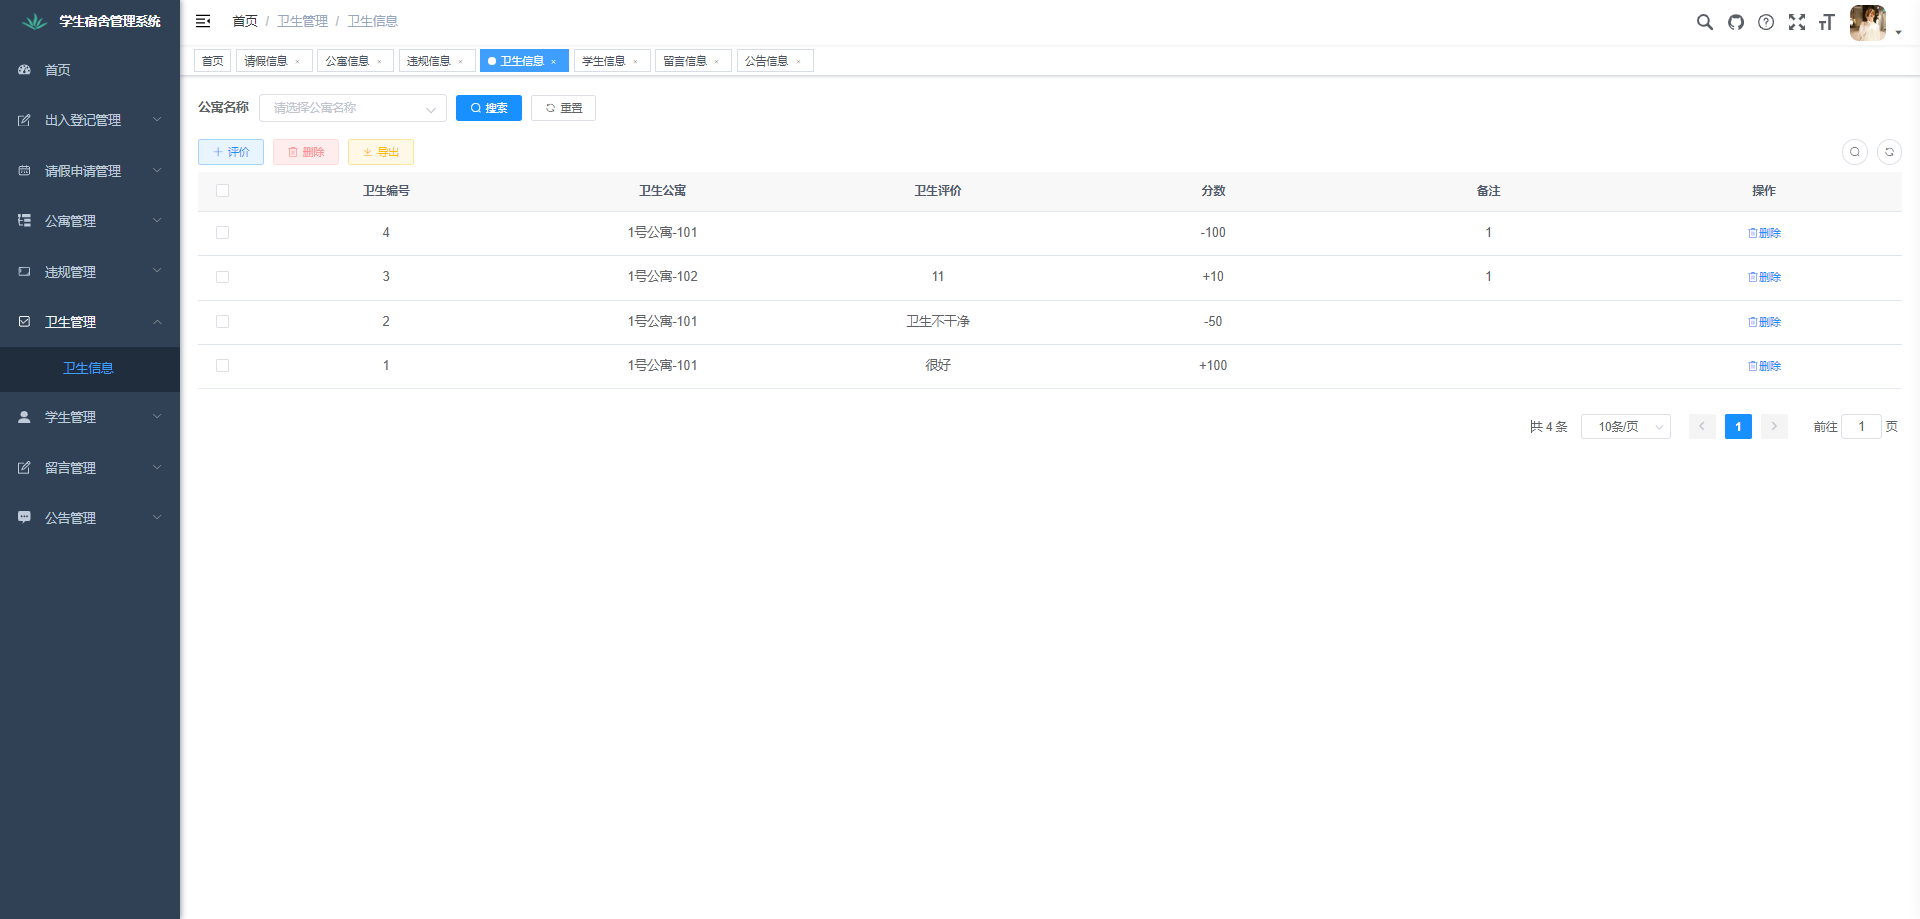 学生宿舍管理系统
首页
出入登记管理
请假申请管理
公寓管理
违规管理
卫生管理
卫生信息
学生管理
留言管理
公告管理
首页 / 卫生管理 / 卫生信息
首页 请假信息 × 公寓信息 × 违规信息 × 卫生信息 × 学生信息 × 留言信息 × 公告信息 ×
公寓名称 请选择公寓名称 搜索 重置
评价 删除 导出
卫生编号 卫生公寓 卫生评价 分数 备注 操作
4 1号公寓-101 -100 1 删除
3 1号公寓-102 11 +10 1 删除
2 1号公寓-101 卫生不干净 -50 删除
1 1号公寓-101 很好 +100 删除
共 4 条 10条/页 1 前往 1 页